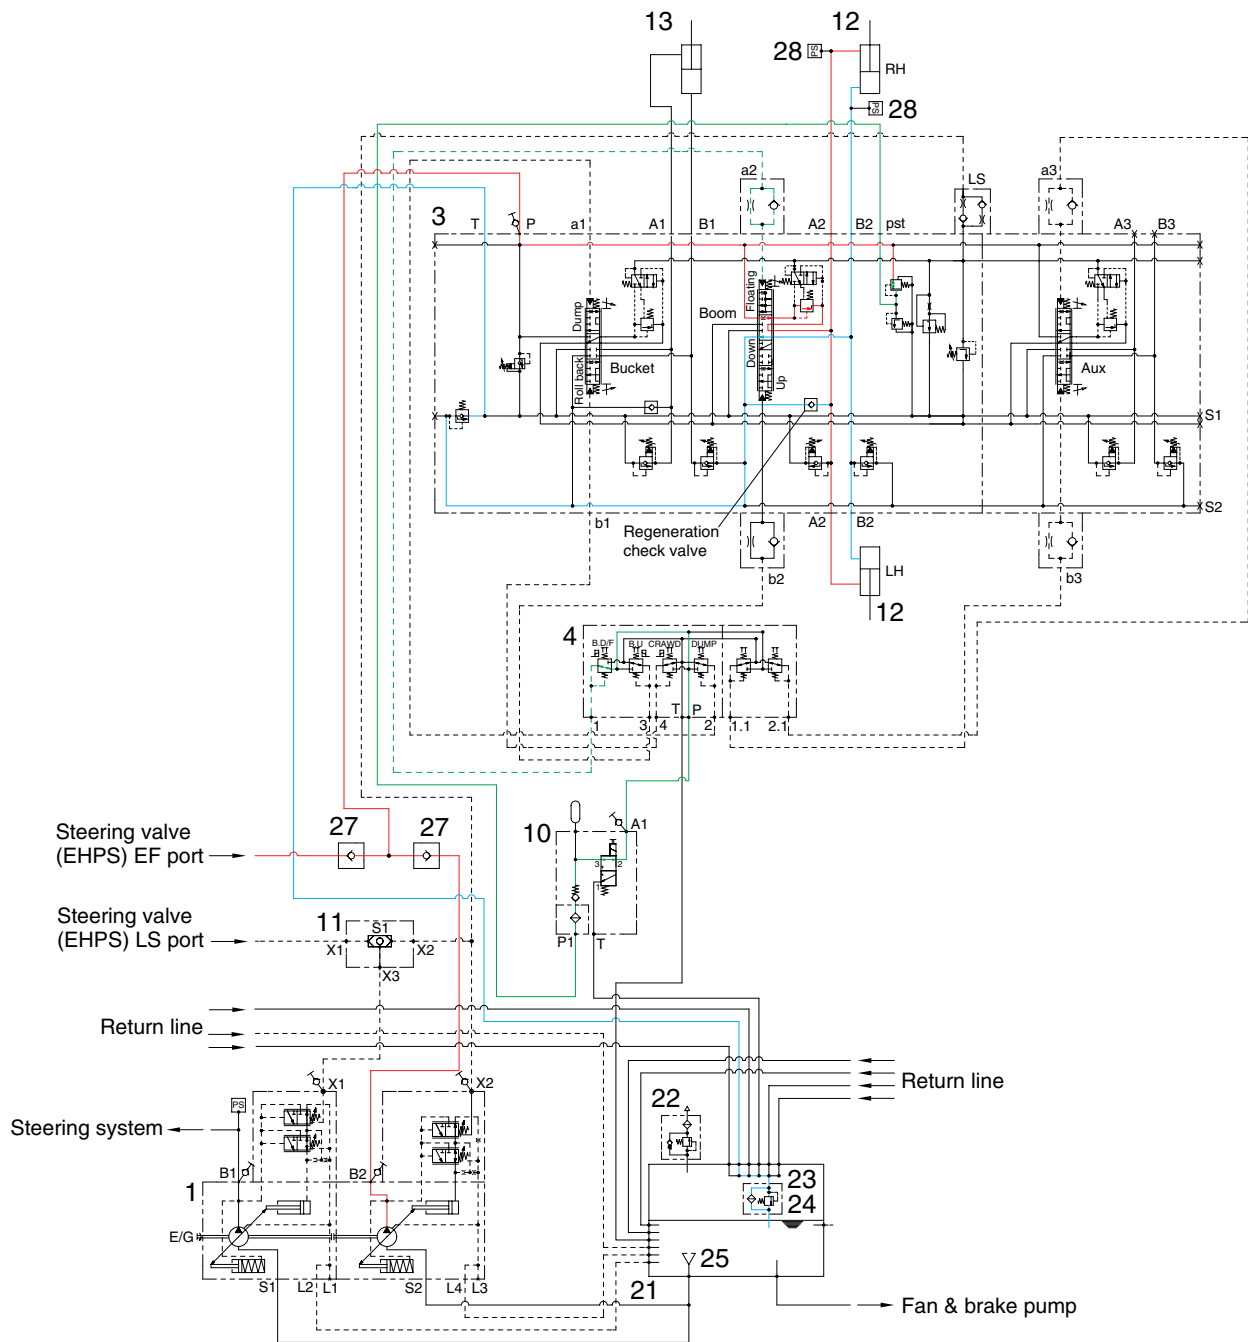 13
12
PS
28
RH
PS
28
a2
LS
a3
3
T
P
a1
A1
B1
A2
B2
pst
A3
B3
Dump
Floating
Boom
Down
Roll back
Bucket
Up
Aux
S1
S2
b1
Regeneration
check valve
A2
B2
LH
b2
b3
12
4
B.D/F
B.U
CRAWD
DUMP
T
P
1
3
4
2
1.1
2.1
10
A1
3
2
1
P1
T
Steering valve
(EHPS) EF port
27
27
Steering valve
(EHPS) LS port
11
S1
X1
X2
X3
Return line
Return line
X1
X2
PS
Steering system
22
B1
B2
1
23
24
E/G
25
S1
L2
L1
S2
L4
L3
21
Fan & brake pump